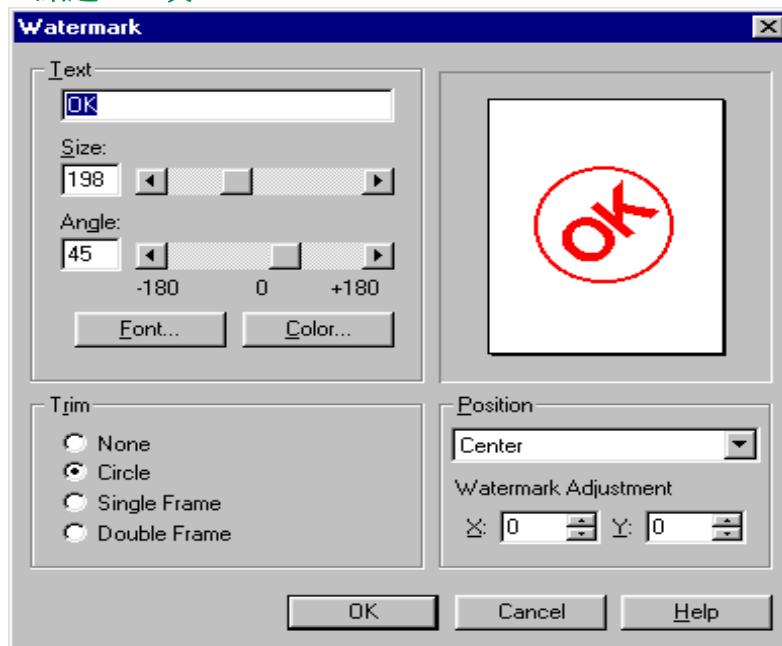 Watermark
Text
OK
Size:
198
Angle:
45
-180 0 +180
Font... Color...
OK
Trim
None
Circle
Single Frame
Double Frame
Position
Center
Watermark Adjustment
X: 0 Y: 0
OK Cancel Help